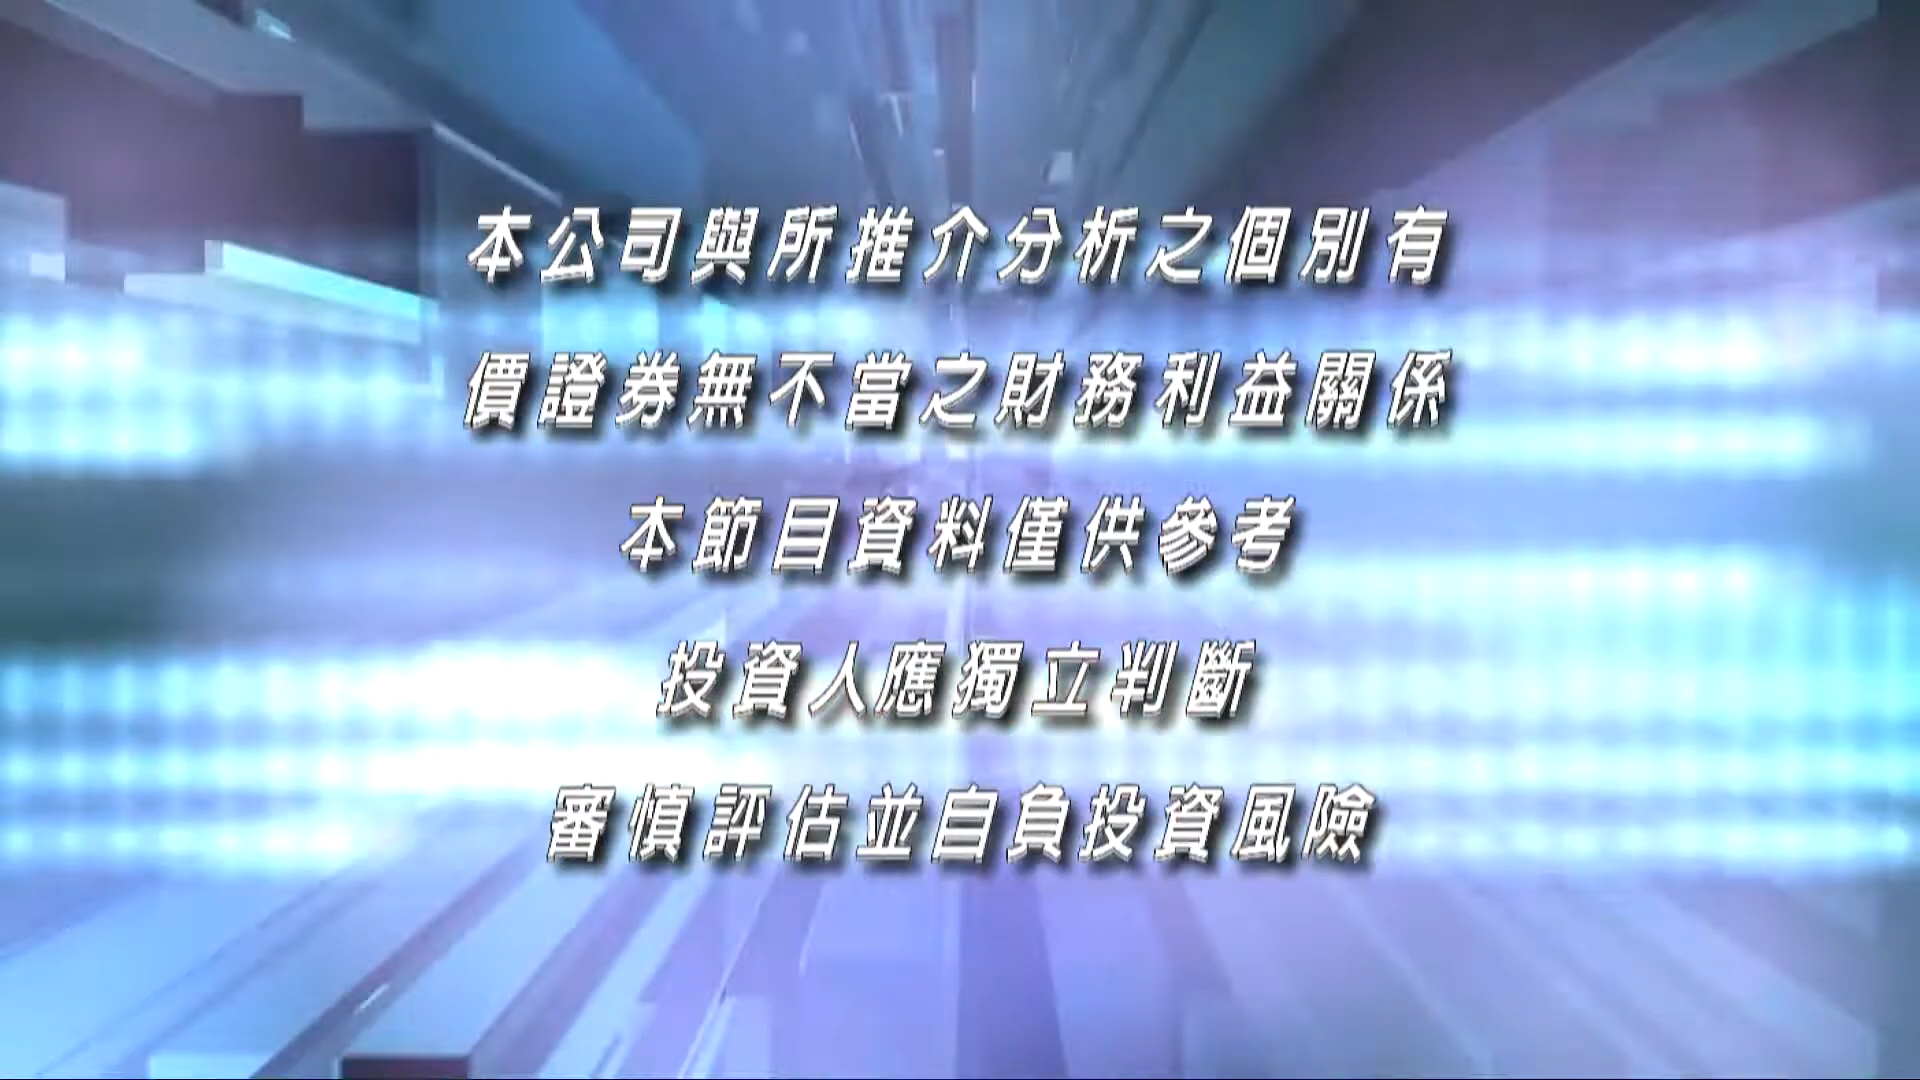 本公司與所推介分析之個別有
價證券無不當之財務利益關係
本節目資料僅供參考
投資人應獨立判斷
審慎評估並自負投資風險